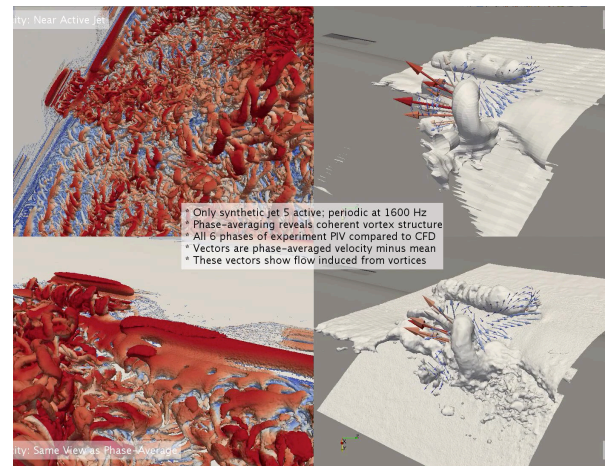 ity: Near Active Jet
* Only synthetic jet 5 active; periodic at 1600 Hz
* Phase-averaging reveals coherent vortex structure
* All 6 phases of experiment PIV compared to CFD
* Vectors are phase-averaged velocity minus mean
* These vectors show flow induced from vortices
ity: Same View as Phase-Average